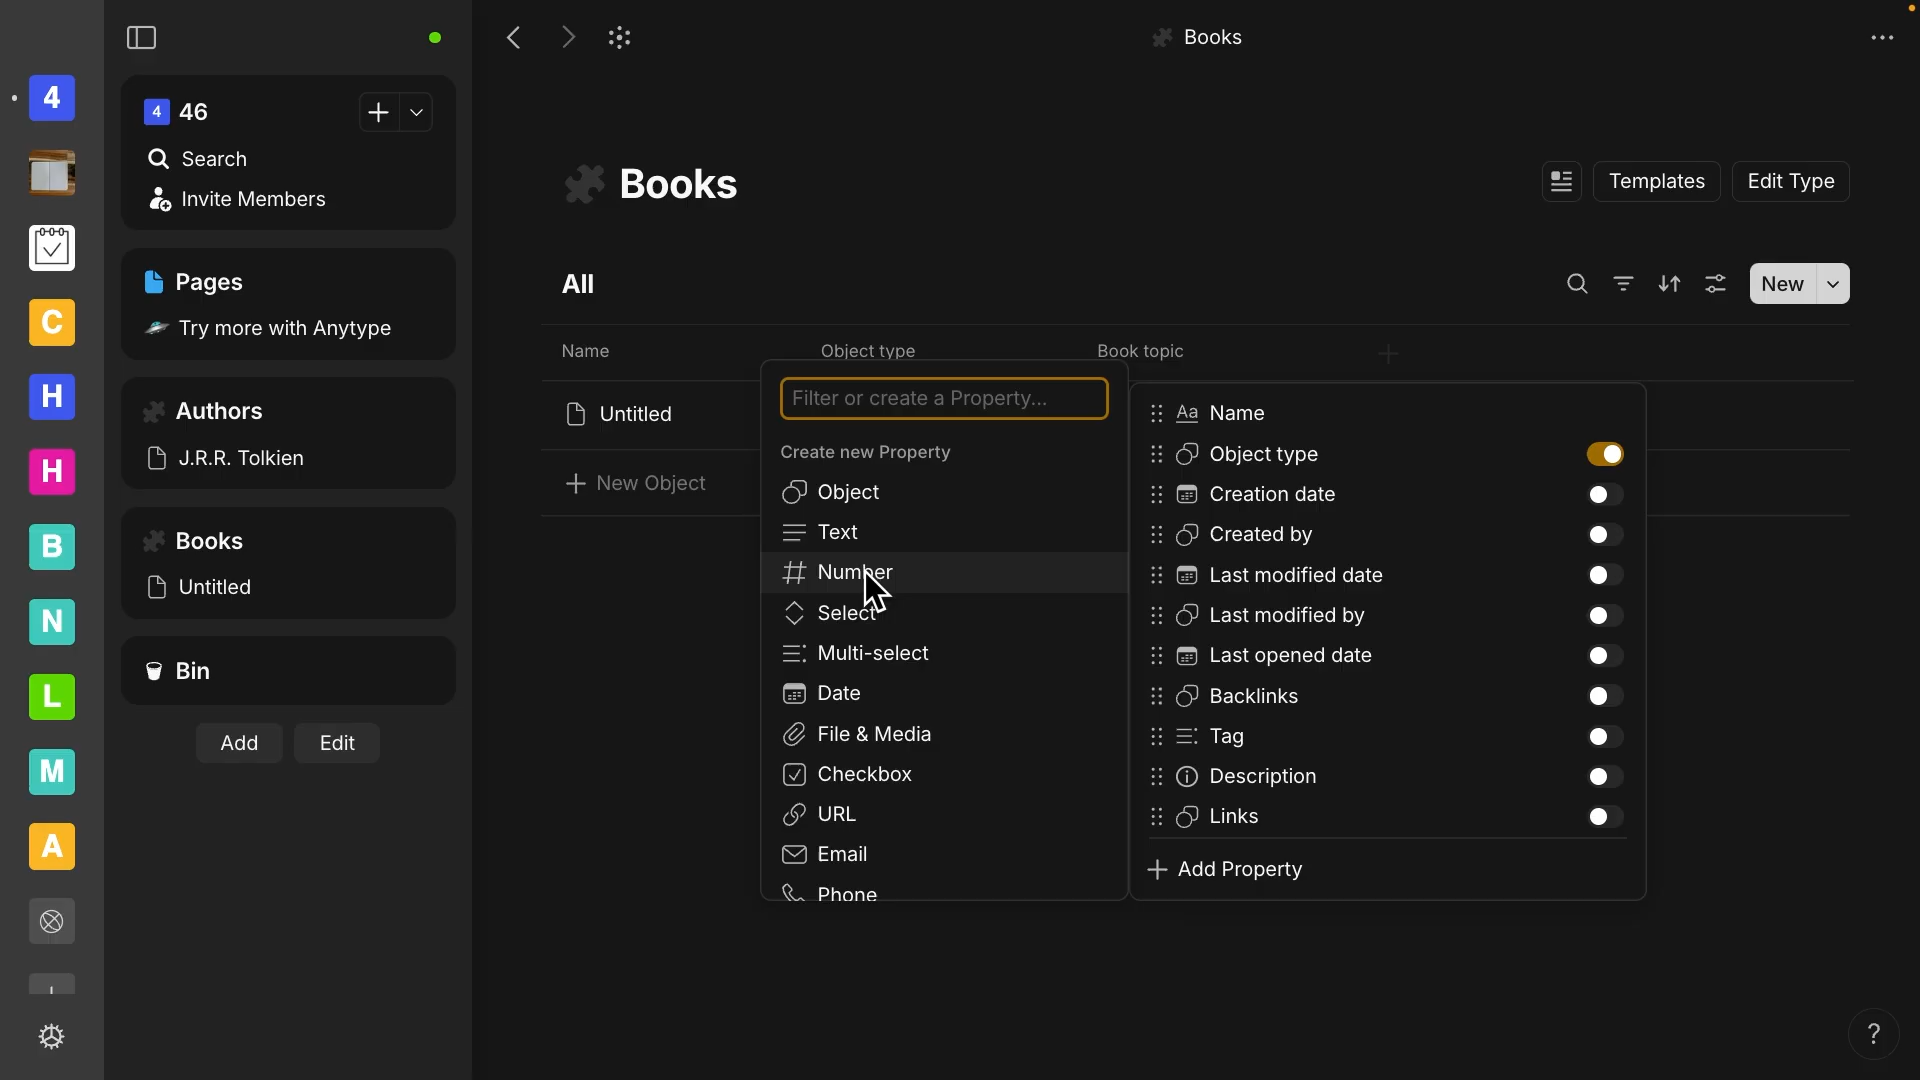 Books
4
4 46
Search
Invite Members
Pages
Try more with Anytype
Authors
J.R.R. Tolkien
Books
Untitled
Bin
Add Edit
C
H
H
B
N
L
M
A
Books
Templates
Edit Type
All
New
Name Object type Book topic
Untitled
New Object
Filter or create a Property...
Create new Property
Object
Text
Number
Select
Multi-select
Date
File & Media
Checkbox
URL
Email
Phone
Aa Name
Object type
Creation date
Created by
Last modified date
Last modified by
Last opened date
Backlinks
Tag
Description
Links
Add Property
?